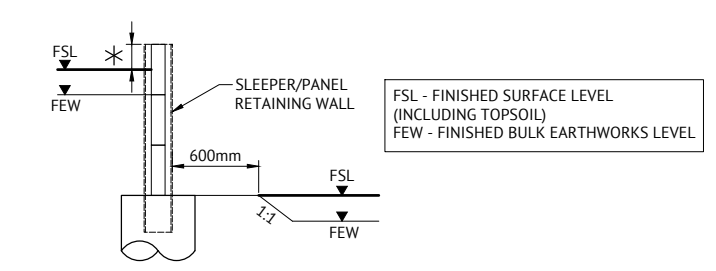 FSL
FEW
SLEEPER/PANEL
RETAINING WALL
FSL - FINISHED SURFACE LEVEL
(INCLUDING TOPSOIL)
FEW - FINISHED BULK EARTHWORKS LEVEL
600mm
FSL
1:1
FEW